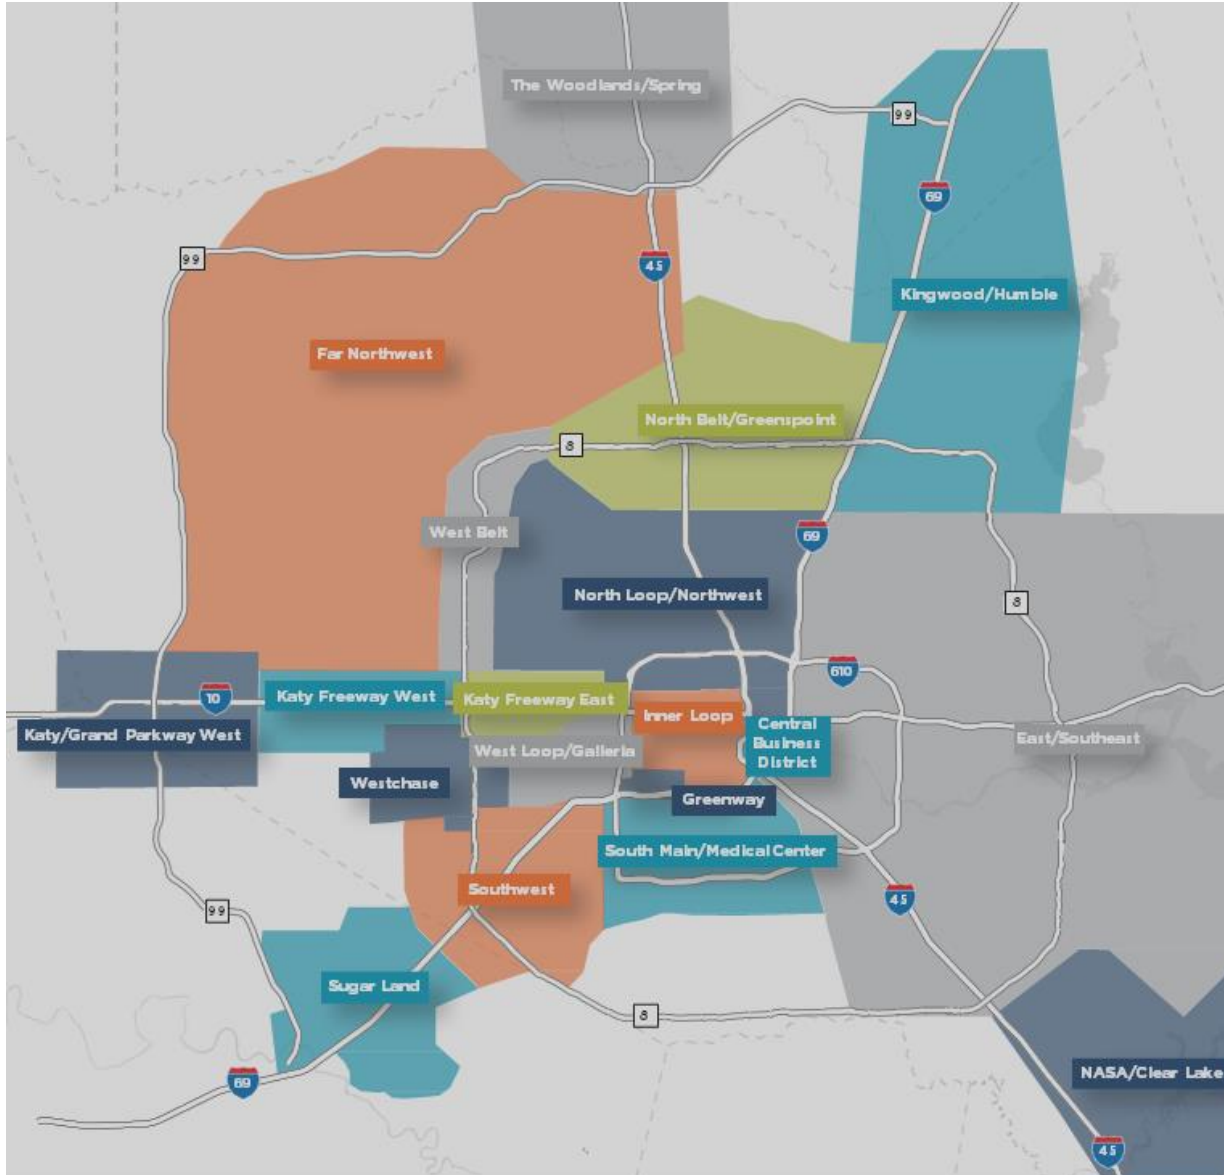 The Woodlands/Spring
99
69
99
45
Kingwood/Humble
Far Northwest
North Belt/Greenspoint
8
West Belt
69
North Loop/Northwest
8
610
10
Katy Freeway West
Katy Freeway East
Inner Loop
Central
Business
District
Katy/Grand Parkway West
West Loop/Galleria
East/Southeast
Westchase
Greenway
South Main/Medical Center
Southwest
45
99
Sugar Land
8
69
NASA/Clear Lake
45